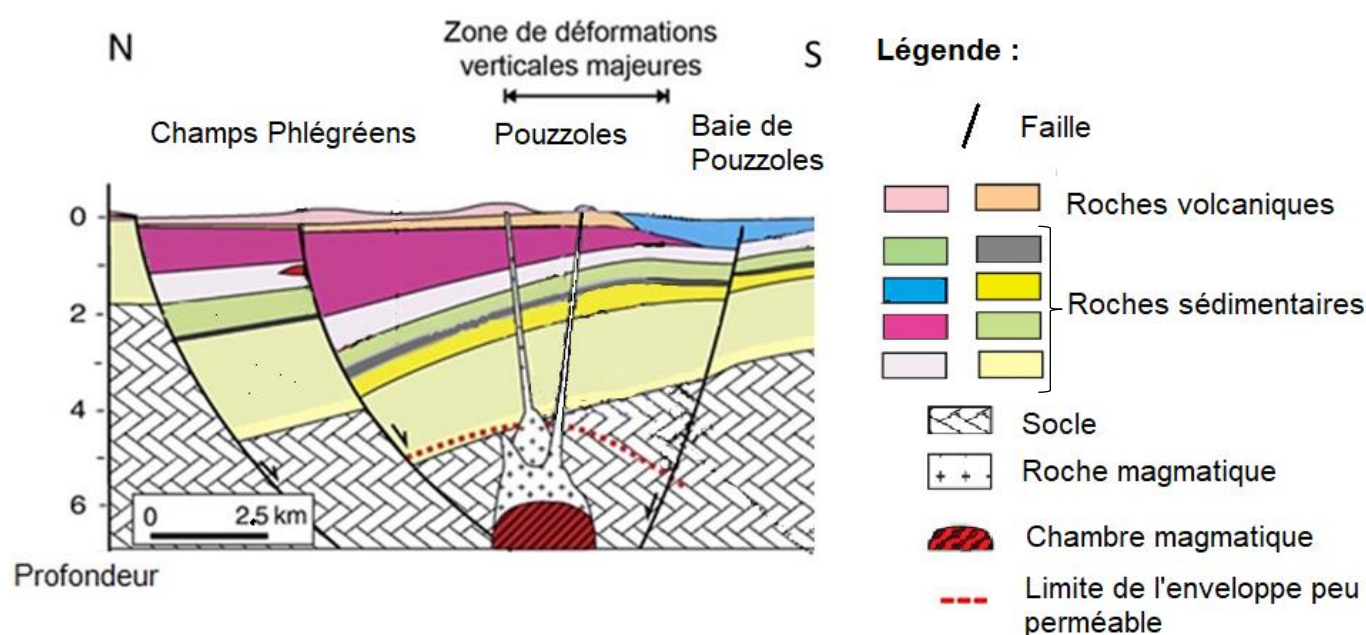 N
Zone de déformations
verticales majeures
S
Champs Phlégréens
Pouzzoles
Baie de
Pouzzoles
0
2
4
6
0 2.5 km
Profondeur
Légende :
Faille
Roches volcaniques
Roches sédimentaires
Socle
Roche magmatique
Chambre magmatique
Limite de l'enveloppe peu
perméable